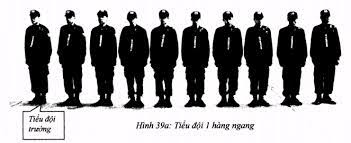 Tiểu đội
trưởng
Hình 39a: Tiểu đội 1 hàng ngang